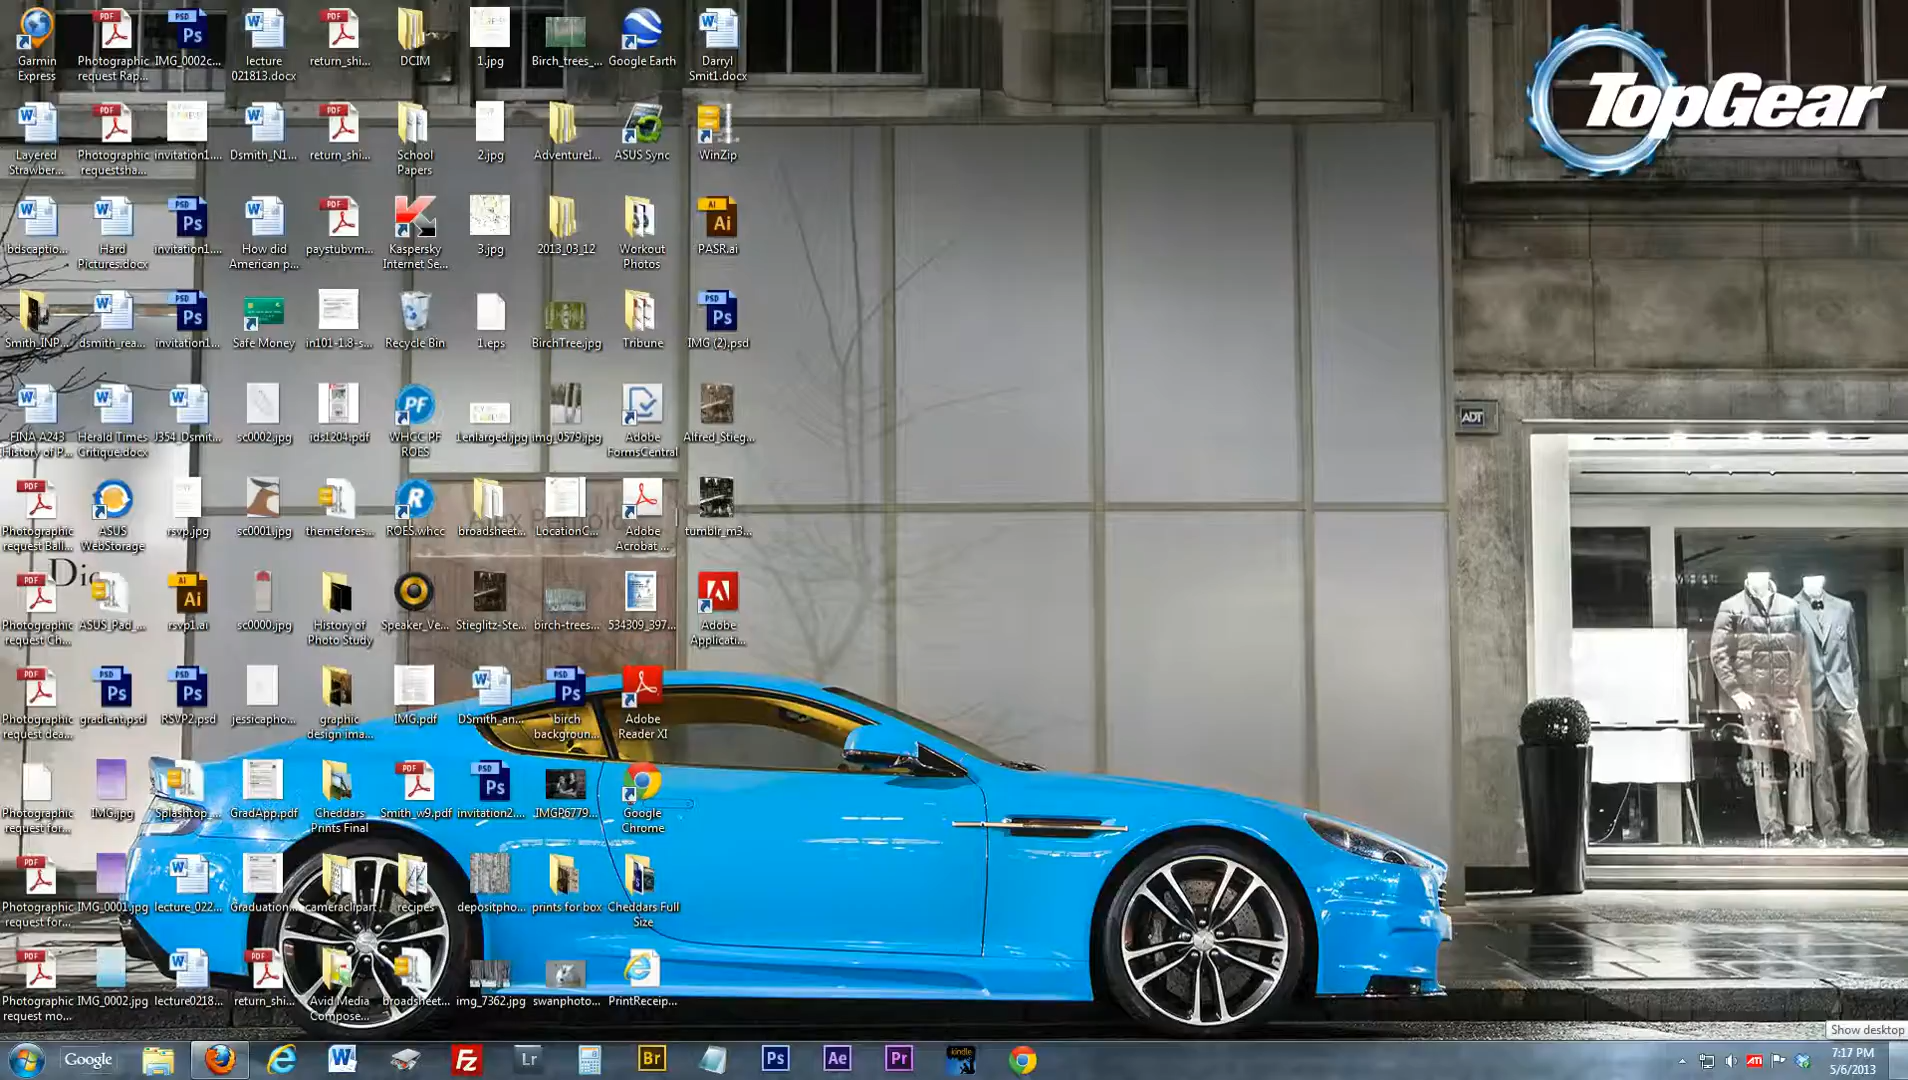 Garmin
Express
Photographic
request Rap...
IMG_0002c...
lecture
021813.docx
return_shi...
DCIM
1.jpg
Birch_trees_...
Google Earth
Darryl
Smit1.docx
TopGear
Layered
Strawber...
Photographic
requestsha...
invitation1....
Dsmith_N1...
return_shi...
School
Papers
2.jpg
AdventureI...
ASUS Sync
WinZip
bdscaptio...
Hard
Pictures.docx
invitation1....
How did
American p...
paystubvm...
Kaspersky
Internet Se...
3.jpg
2013_03_12
Workout
Photos
PASR.ai
Smith_INP...
dsmith_rea...
invitation1...
Safe Money
in101-1.8-s...
Recycle Bin
1.eps
BirchTree.jpg
Tribune
IMG (2).psd
FINA-A243
History of P...
Herald Times
Critique.docx
J354_Dsmit...
sc0002.jpg
ids1204.pdf
WHCC PF
ROES
1enlarged.jpg
img_0579.jpg
Adobe
FormsCentral
Alfred_Stieg...
ADT
Photographic
request Ball...
ASUS
WebStorage
rsvp.jpg
sc0001.jpg
themefores...
ROES.whcc
broadsheet...
LocationC...
Adobe
Acrobat ...
tumblr_m3...
Photographic
request Ch...
ASUS_Pad_...
rsvp1.ai
sc0000.jpg
History of
Photo Study
Speaker_Ve...
Stieglitz-Ste...
birch-trees...
534309_397...
Adobe
Applicati...
Photographic
request dea...
gradient.psd
RSVP2.psd
jessicapho...
graphic
design ima...
IMG.pdf
DSmith_an...
birch
backgroun...
Adobe
Reader XI
Photographic
request for...
IMG.jpg
Splashtop_...
GradApp.pdf
Cheddars
Prints Final
Smith_w9.pdf
invitation2....
IMGP6779...
Google
Chrome
Photographic
request for...
IMG_0001.jpg
lecture_022...
Graduation...
cameraclipart
recipes
depositpho...
prints for.box
Cheddars Full
Size
Photographic
request mo...
IMG_0002.jpg
lecture0218...
return_shi...
Avid Media
Compose...
broadsheet...
img_7362.jpg
swanphoto...
PrintReceip...
Show desktop
Google
Lr
Br
Ps
Ae
Pr
kindle
7:17 PM
5/6/2013